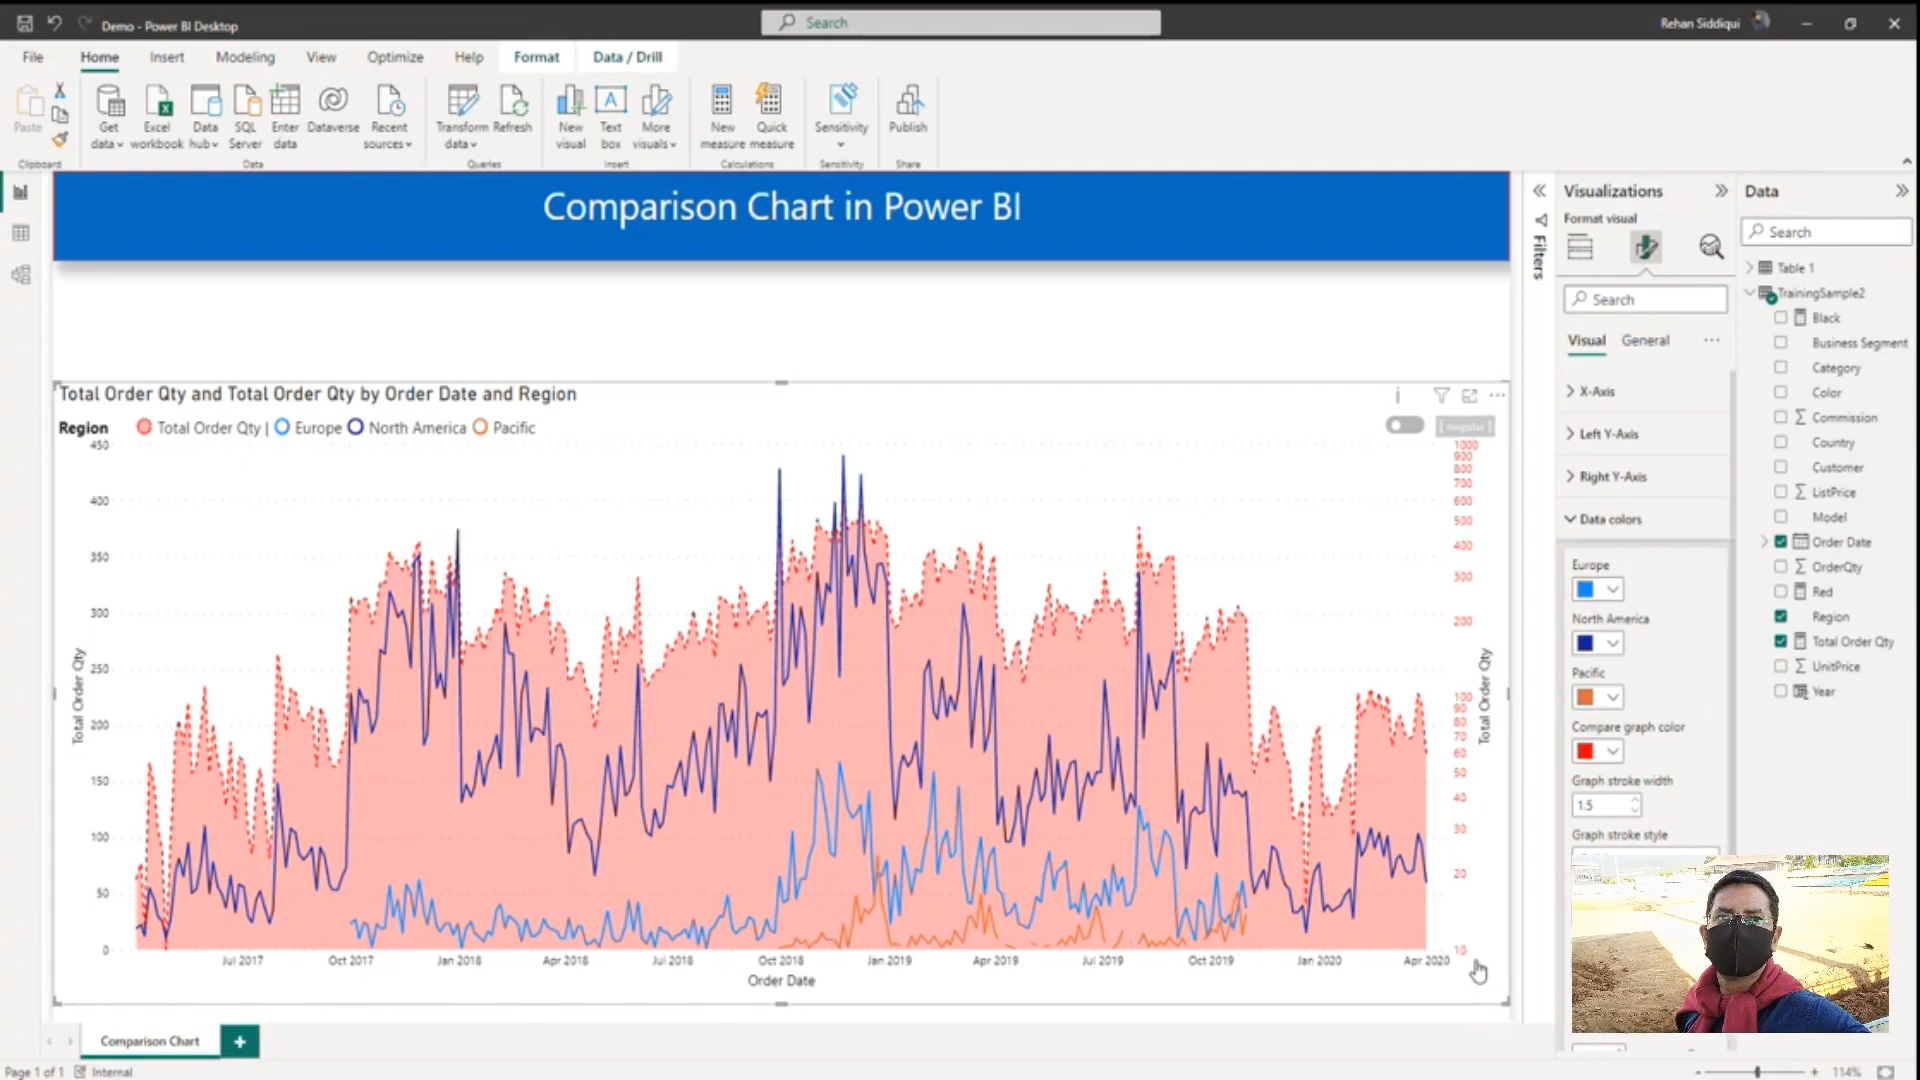 Demo - Power BI Desktop
Search
Rehan Siddiqui
File Home Insert Modeling View Optimize Help Format Data / Drill
Paste
Get data
Excel workbook
Data hub
SQL Server
Enter data
Dataverse
Recent sources
Transform data
Refresh
New visual
Text box
More visuals
New measure
Quick measure
Sensitivity
Publish
Clipboard Data Queries Insert Calculations Sensitivity Share
Comparison Chart in Power BI
Total Order Qty and Total Order Qty by Order Date and Region
Region Total Order Qty | Europe North America Pacific
450
400
350
300
250
200
150
100
50
0
Total Order Qty
1000
900
800
700
600
500
400
300
200
100
90
80
70
60
50
40
30
20
10
Total Order Qty
Jul 2017 Oct 2017 Jan 2018 Apr 2018 Jul 2018 Oct 2018 Jan 2019 Apr 2019 Jul 2019 Oct 2019 Jan 2020 Apr 2020
Order Date
Filters
Visualizations
Format visual
Search
Visual General ...
X-Axis
Left Y-Axis
Right Y-Axis
Data colors
Europe
North America
Pacific
Compare graph color
Graph stroke width
1.5
Graph stroke style
Data
Search
Table 1
TrainingSample2
Black
Business Segment
Category
Color
Σ Commission
Country
Customer
Σ ListPrice
Model
Order Date
Σ OrderQty
Red
Region
Total Order Qty
Σ UnitPrice
Year
Comparison Chart +
Page 1 of 1 Internal
- + 114%